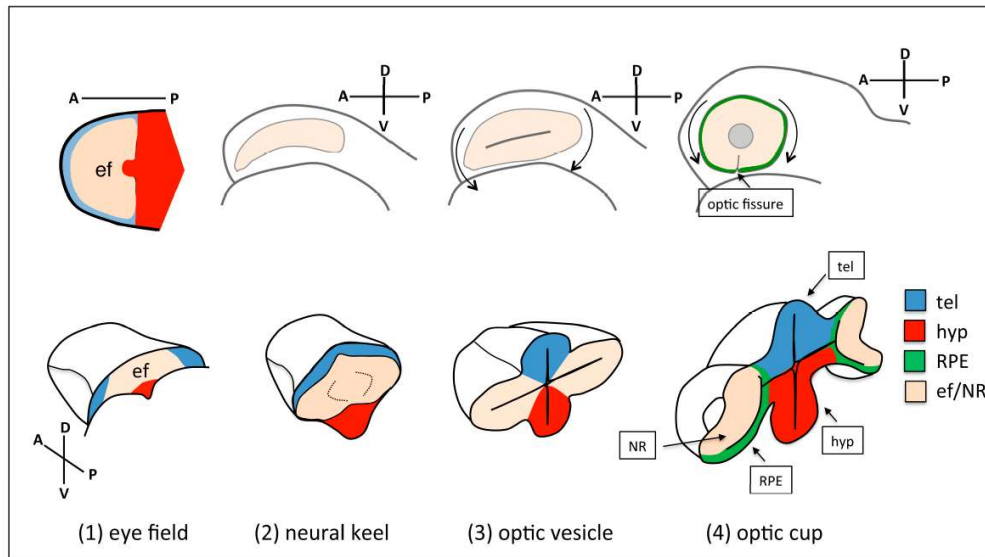 A P
ef
D
A P
V
D
A P
V
D
A P
V
optic fissure
ef
D
A
P
V
tel
NR
RPE
hyp
tel
hyp
RPE
ef/NR
(1) eye field
(2) neural keel
(3) optic vesicle
(4) optic cup